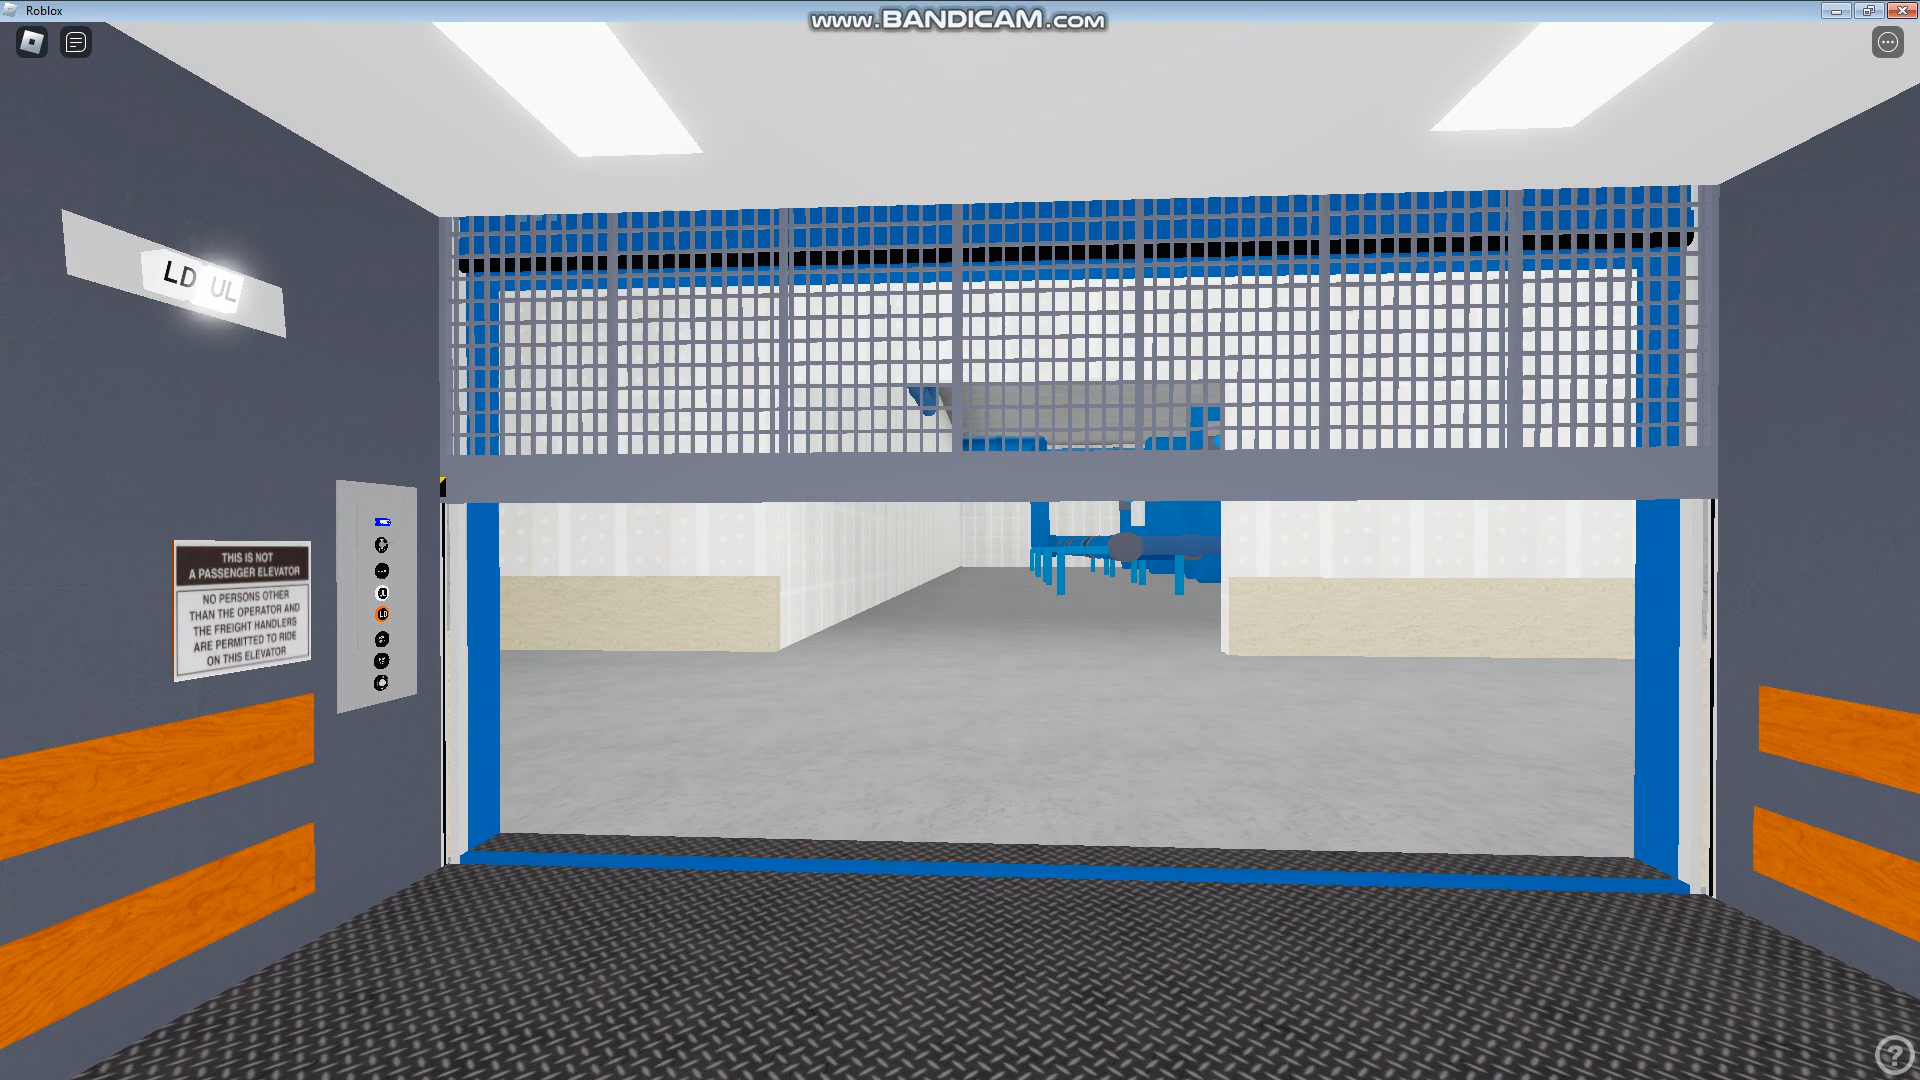 Roblox
www.BANDICAM.com
LD UL
THIS IS NOT
A PASSENGER ELEVATOR
NO PERSONS OTHER
THAN THE OPERATOR AND
THE FREIGHT HANDLERS
ARE PERMITTED TO RIDE
ON THIS ELEVATOR
LD
?